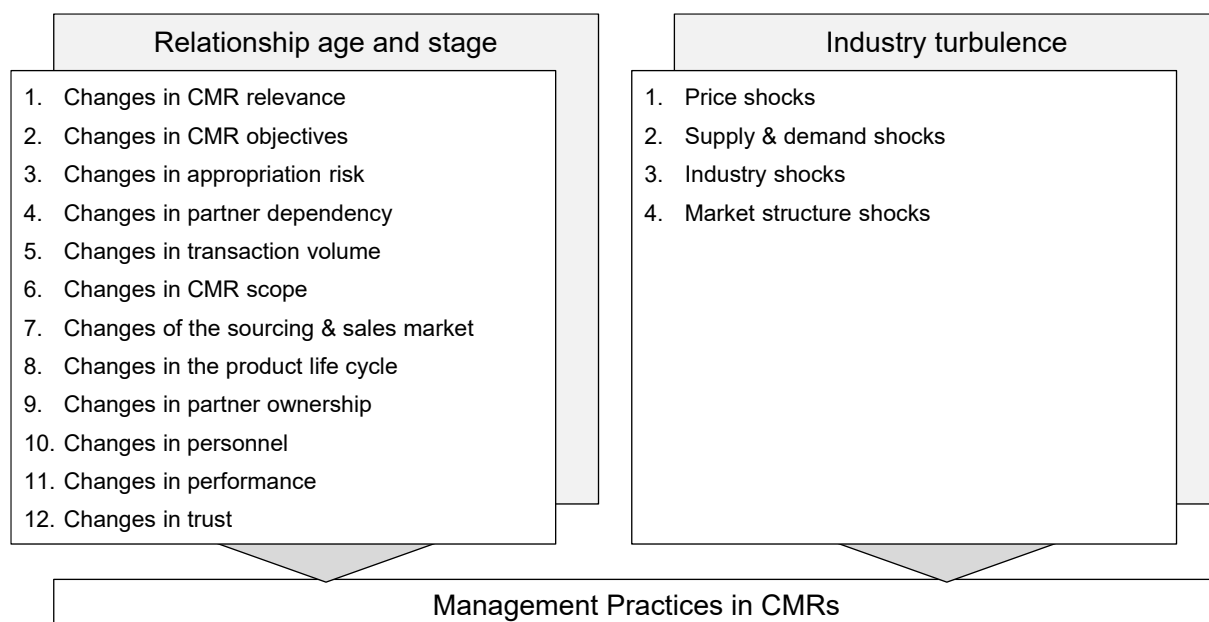 Relationship age and stage
1. Changes in CMR relevance
2. Changes in CMR objectives
3. Changes in appropriation risk
4. Changes in partner dependency
5. Changes in transaction volume
6. Changes in CMR scope
7. Changes of the sourcing & sales market
8. Changes in the product life cycle
9. Changes in partner ownership
10. Changes in personnel
11. Changes in performance
12. Changes in trust
Industry turbulence
1. Price shocks
2. Supply & demand shocks
3. Industry shocks
4. Market structure shocks
Management Practices in CMRs